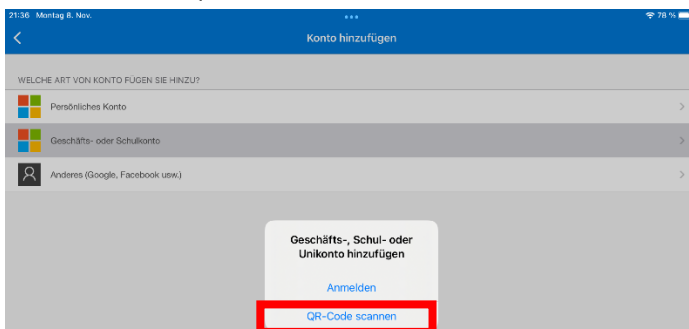 21:36 Montag 8. Nov.
78 %
Konto hinzufügen
WELCHE ART VON KONTO FÜGEN SIE HINZU?
Persönliches Konto
Geschäfts- oder Schulkonto
Anderes (Google, Facebook usw.)
Geschäfts-, Schul- oder
Unikonto hinzufügen
Anmelden
QR-Code scannen